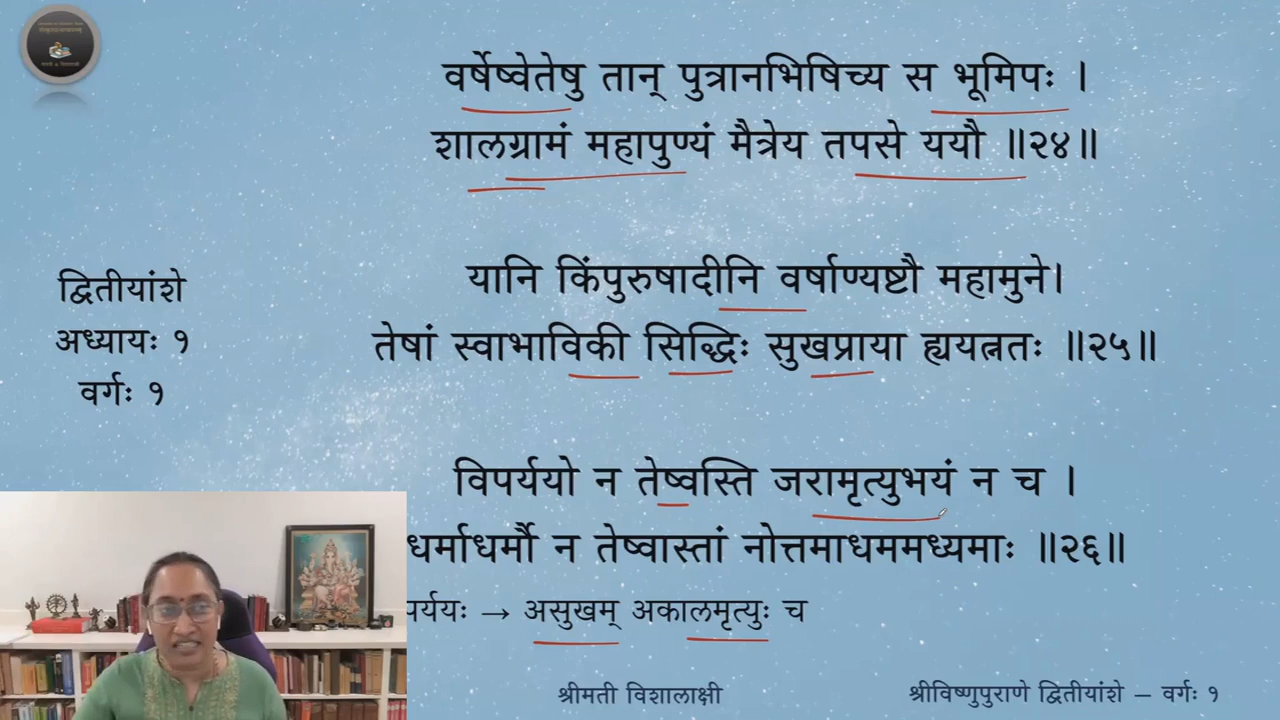 वर्षेष्वेतेषु तान् पुत्रानभिषिच्य स भूमिपः ।
शालग्रामं महापुण्यं मैत्रेय तपसे ययौ ॥२४॥
यानि किंपुरुषादीनि वर्षाण्यष्टौ महामुने।
तेषां स्वाभाविकी सिद्धिः सुखप्राया ह्ययत्नतः ॥२५॥
द्वितीयांशे
अध्यायः १
वर्गः १
विपर्ययो न तेष्वस्ति जरामृत्युभयं न च ।
धर्माधर्मौ न तेष्वास्तां नोत्तमाधममध्यमाः ॥२६॥
पर्ययः → असुखम् अकालमृत्युः च
श्रीमती विशालाक्षी
श्रीविष्णुपुराणे द्वितीयांशे – वर्गः १